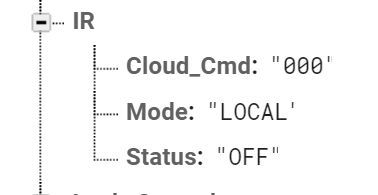 IR
Cloud_Cmd: "000'
Mode: "LOCAL'
Status: "OFF"